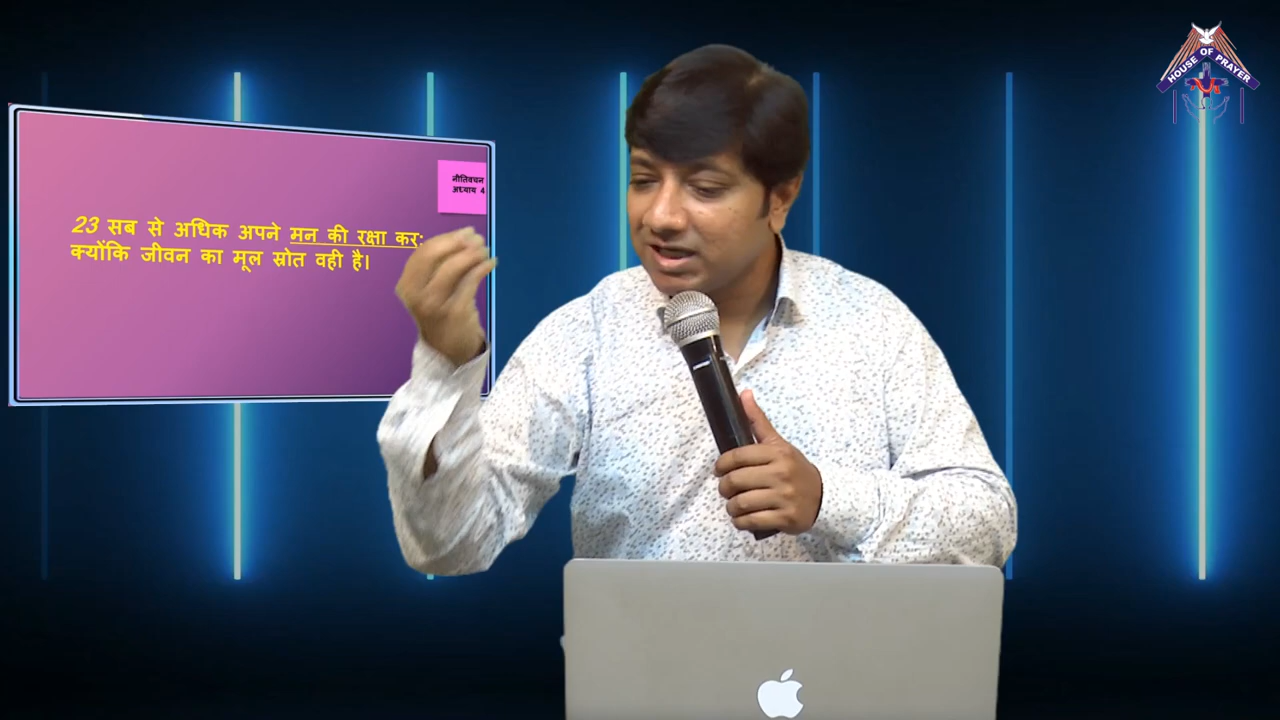 नीतिवचन
अध्याय 4
23 सब से अधिक अपने मन की रक्षा कर;
क्योंकि जीवन का मूल स्रोत वही है।
HOUSE OF PRAYER